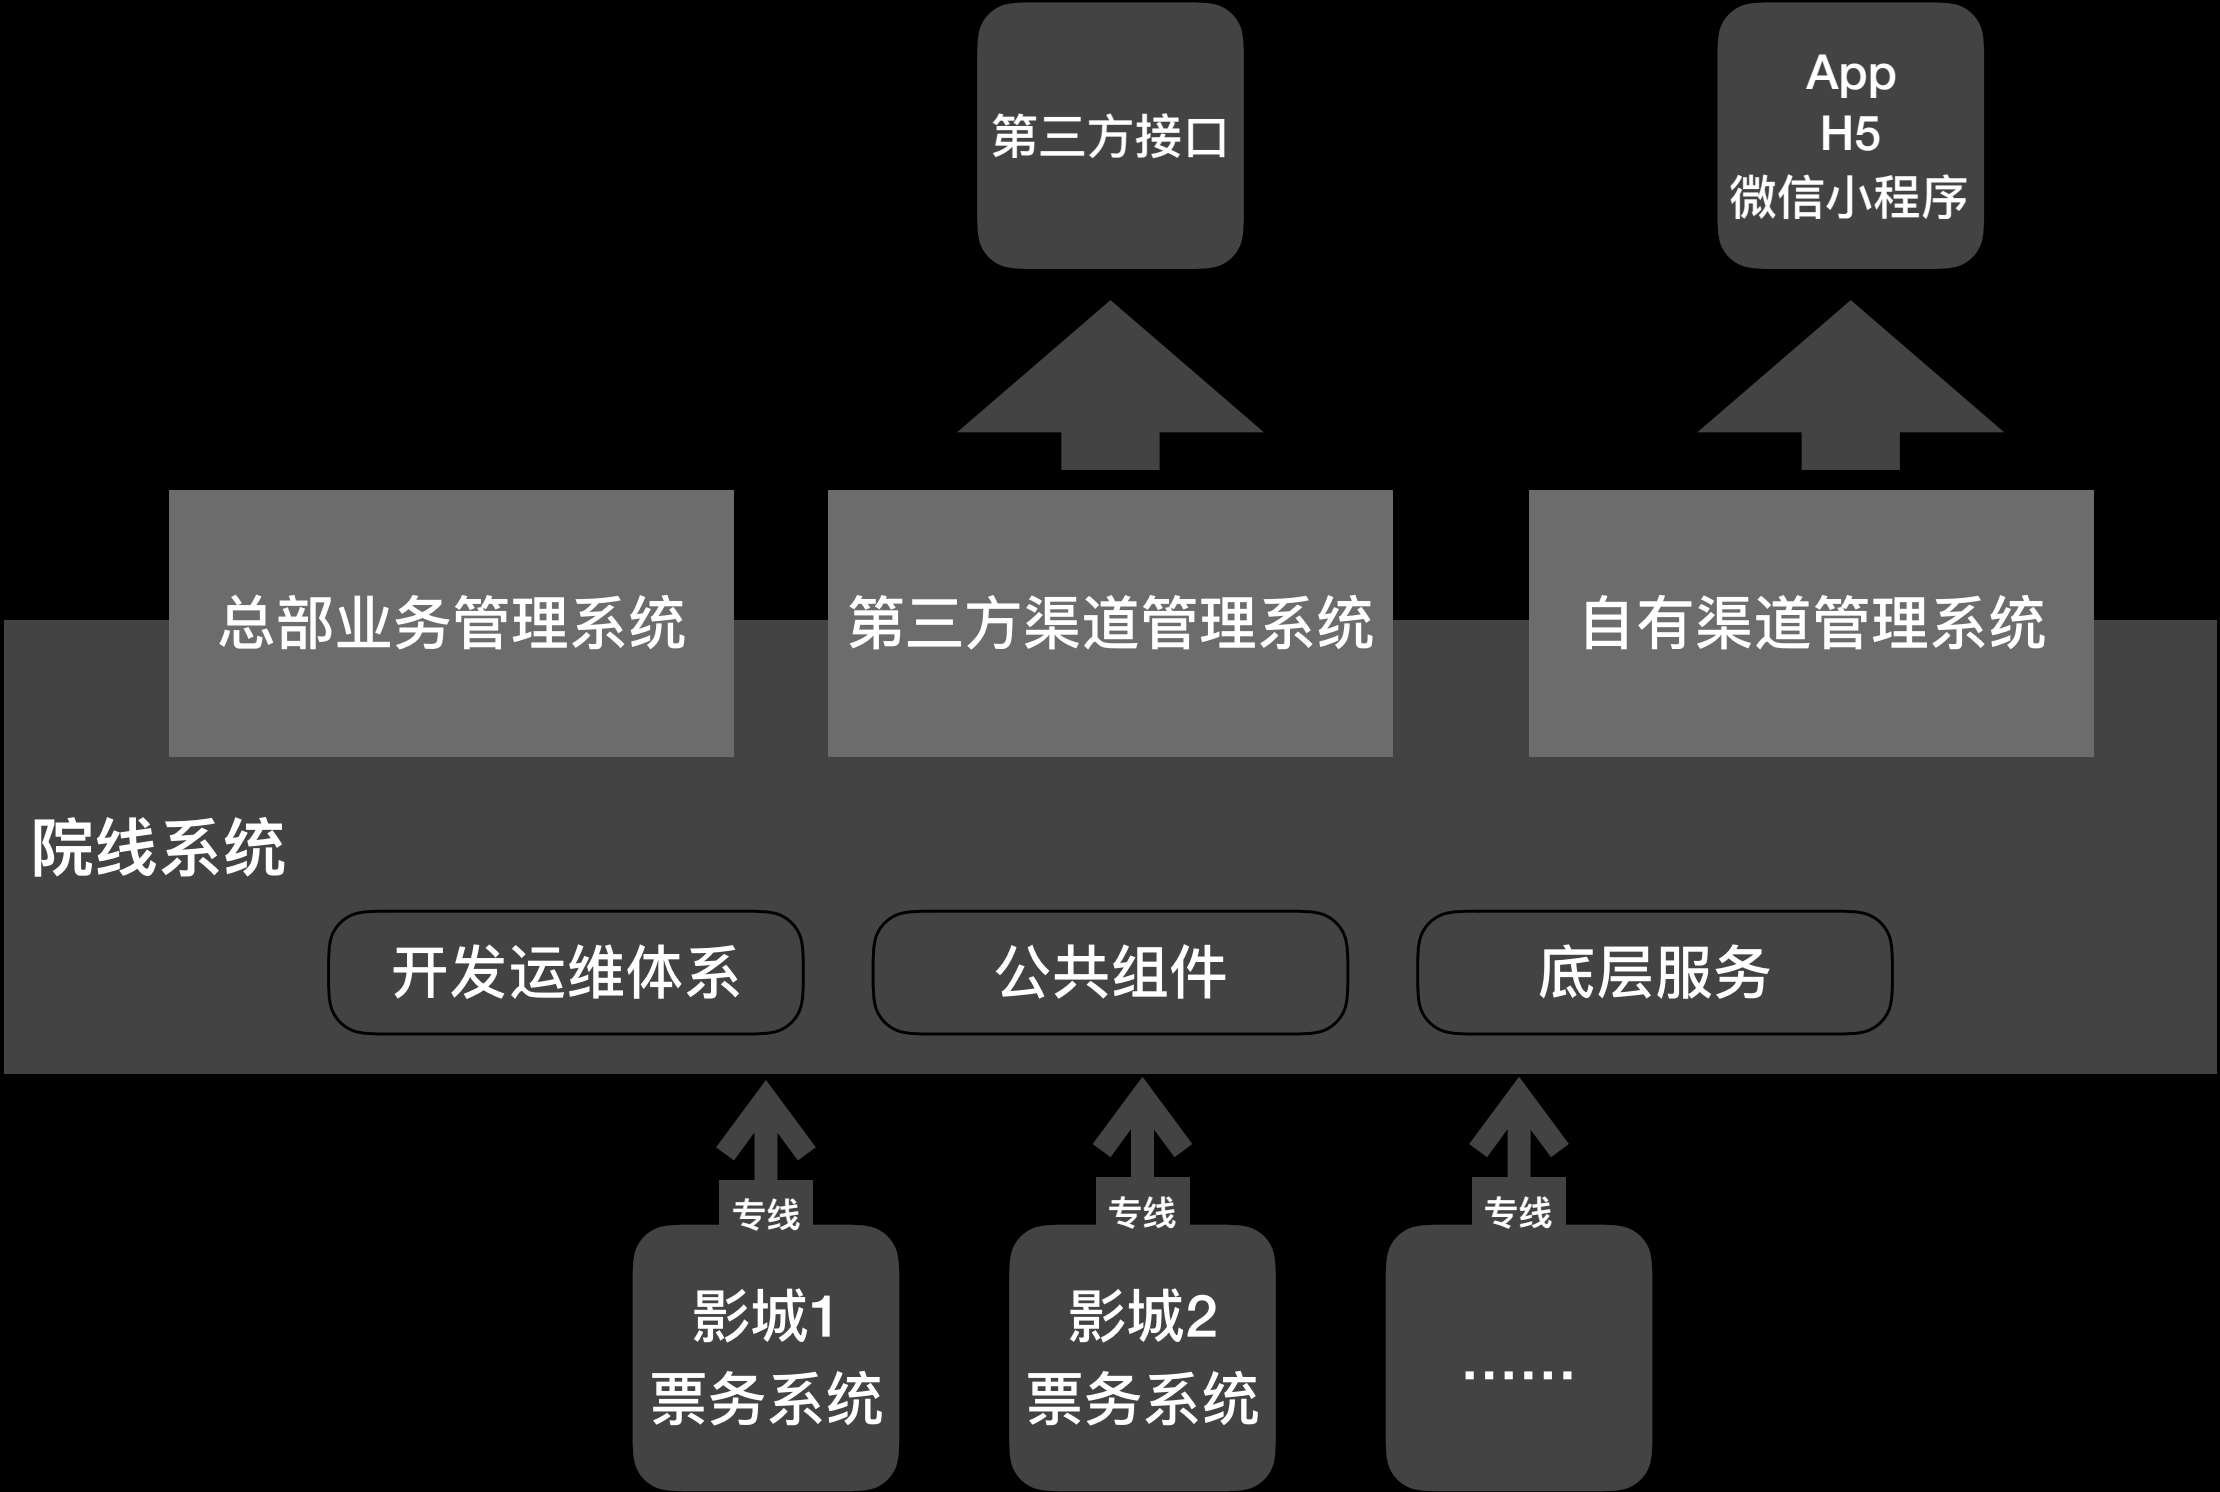 第三方接口
App
H5
微信小程序
总部业务管理系统
第三方渠道管理系统
自有渠道管理系统
院线系统
开发运维体系
公共组件
底层服务
专线
专线
专线
影城1
票务系统
影城2
票务系统
……